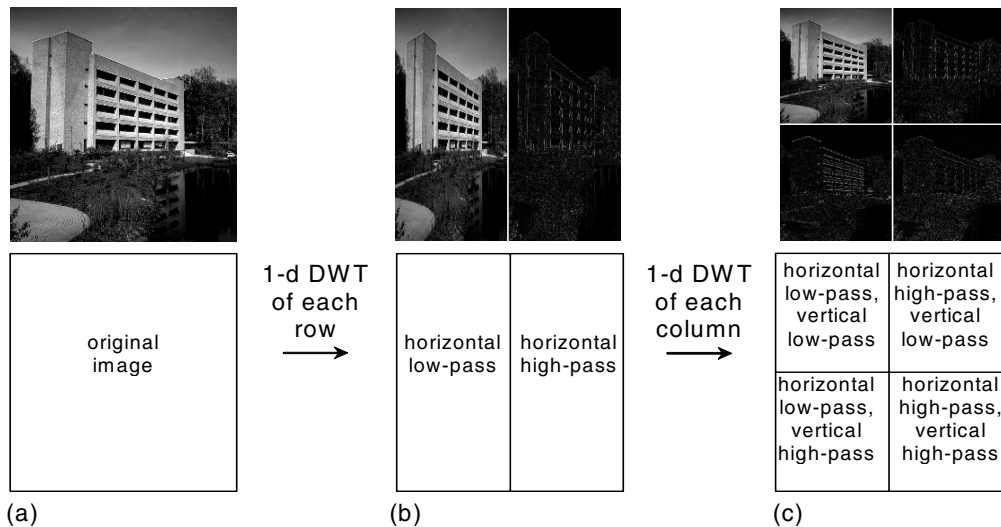 original
image
1-d DWT
of each
row
horizontal
low-pass
horizontal
high-pass
1-d DWT
of each
column
horizontal
low-pass,
vertical
low-pass
horizontal
high-pass,
vertical
low-pass
horizontal
low-pass,
vertical
high-pass
horizontal
high-pass,
vertical
high-pass
(a)
(b)
(c)